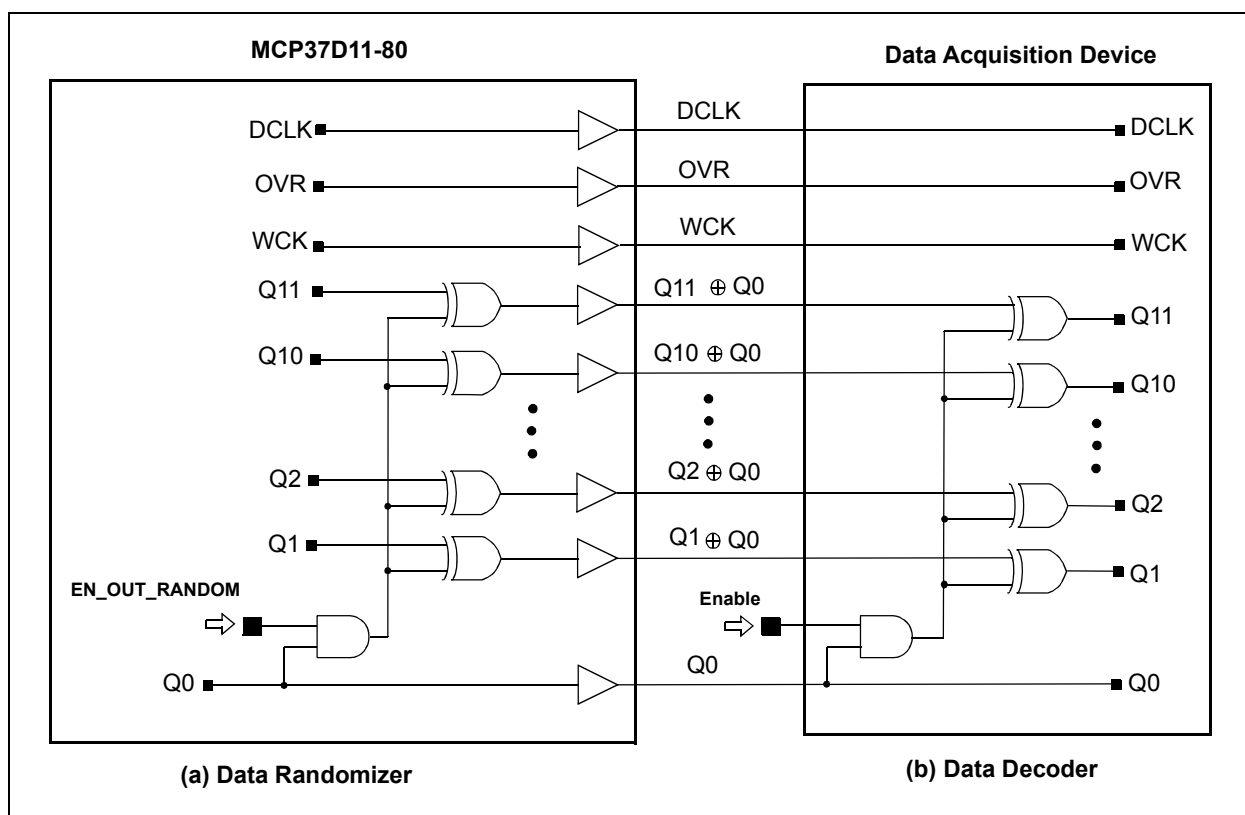 MCP37D11-80
Data Acquisition Device
DCLK
DCLK
DCLK
OVR
OVR
OVR
WCK
WCK
WCK
Q11
Q11 ⊕ Q0
Q11
Q10
Q10 ⊕ Q0
Q10
Q2
Q2 ⊕ Q0
Q2
Q1
Q1 ⊕ Q0
Q1
EN_OUT_RANDOM
Enable
Q0
Q0
Q0
(a) Data Randomizer
(b) Data Decoder